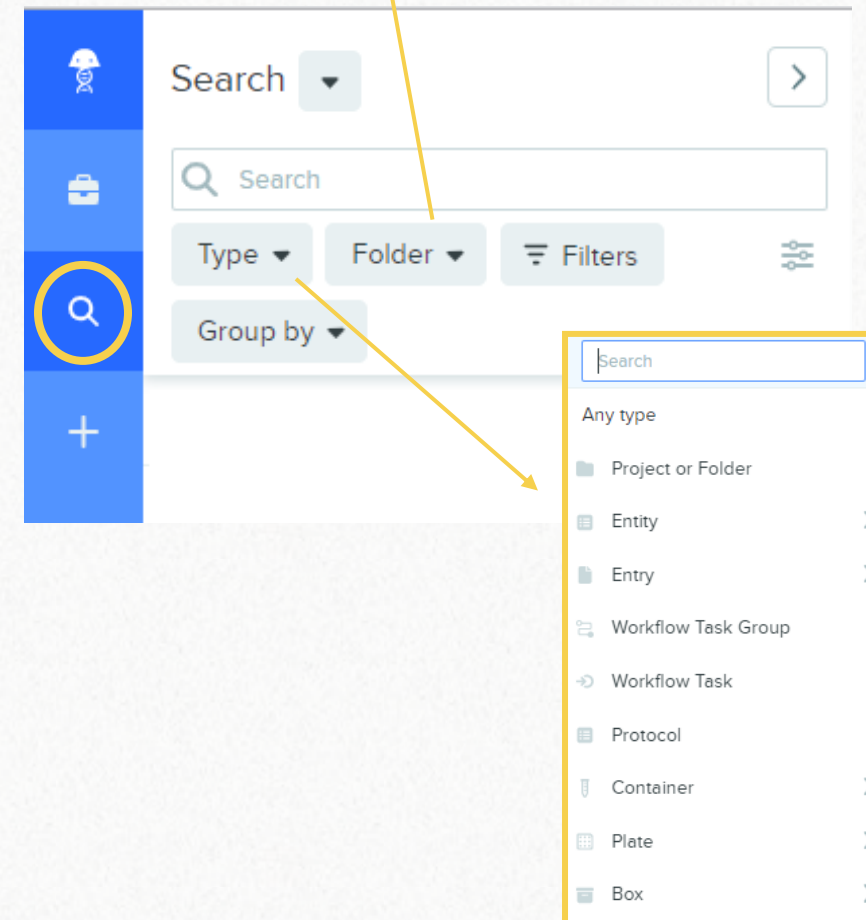 Search
Search
Type Folder Filters
Group by
Search
Any type
Project or Folder
Entity
Entry
Workflow Task Group
Workflow Task
Protocol
Container
Plate
Box